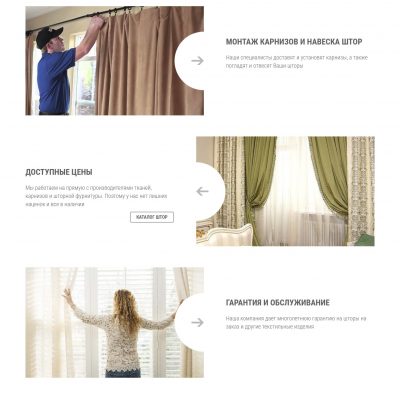 МОНТАЖ КАРНИЗОВ И НАВЕСКА ШТОР
Наши специалисты доставят и установят карнизы, а также
погладят и отвесят Ваши шторы
ДОСТУПНЫЕ ЦЕНЫ
Мы работаем на прямую с производителями тканей,
карнизов и шторной фурнитуры. Поэтому у нас нет лишних
наценок и все в наличии.
КАТАЛОГ ШТОР
ГАРАНТИЯ И ОБСЛУЖИВАНИЕ
Наша компания даёт многолетнюю гарантию на шторы на
заказ и другие текстильные изделия